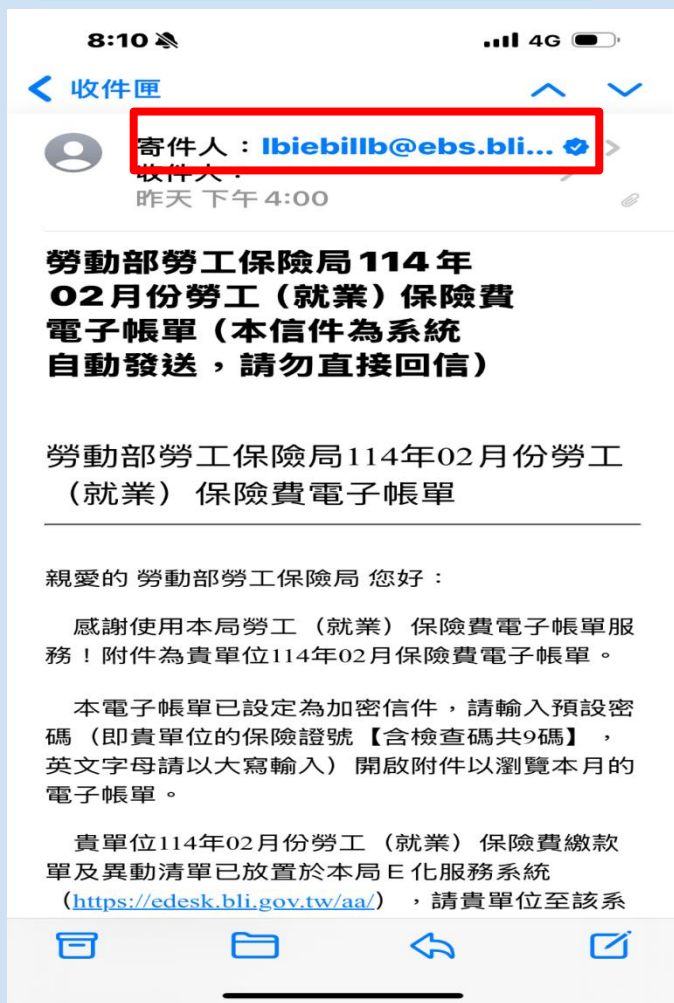 8:10
4G
收件匣
寄件人：lbiebillb@ebs.bli...
收件人：
昨天 下午 4:00
勞動部勞工保險局 114 年
02月份勞工（就業）保險費
電子帳單（本信件為系統
自動發送，請勿直接回信）
勞動部勞工保險局114年02月份勞工
（就業）保險費電子帳單
親愛的 勞動部勞工保險局 您好：
感謝使用本局勞工（就業）保險費電子帳單服
務！附件為貴單位114年02月保險費電子帳單。
本電子帳單已設定為加密信件，請輸入預設密
碼（即貴單位的保險證號【含檢查碼共9碼】，
英文字母請以大寫輸入）開啟附件以瀏覽本月的
電子帳單。
貴單位114年02月份勞工（就業）保險費繳款
單及異動清單已放置於本局Ｅ化服務系統
（https://edesk.bli.gov.tw/aa/），請貴單位至該系